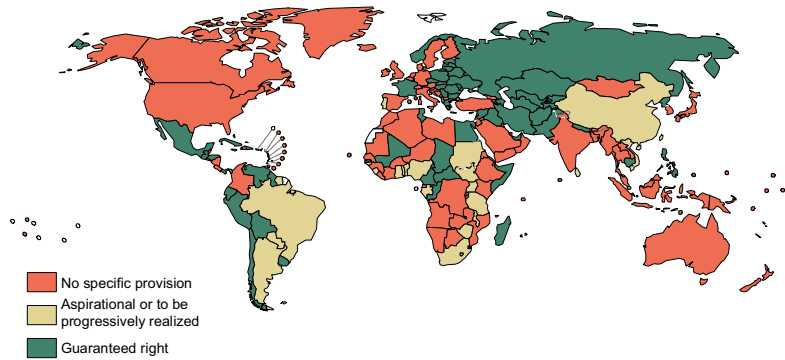 No specific provision
Aspirational or to be
progressively realized
Guaranteed right